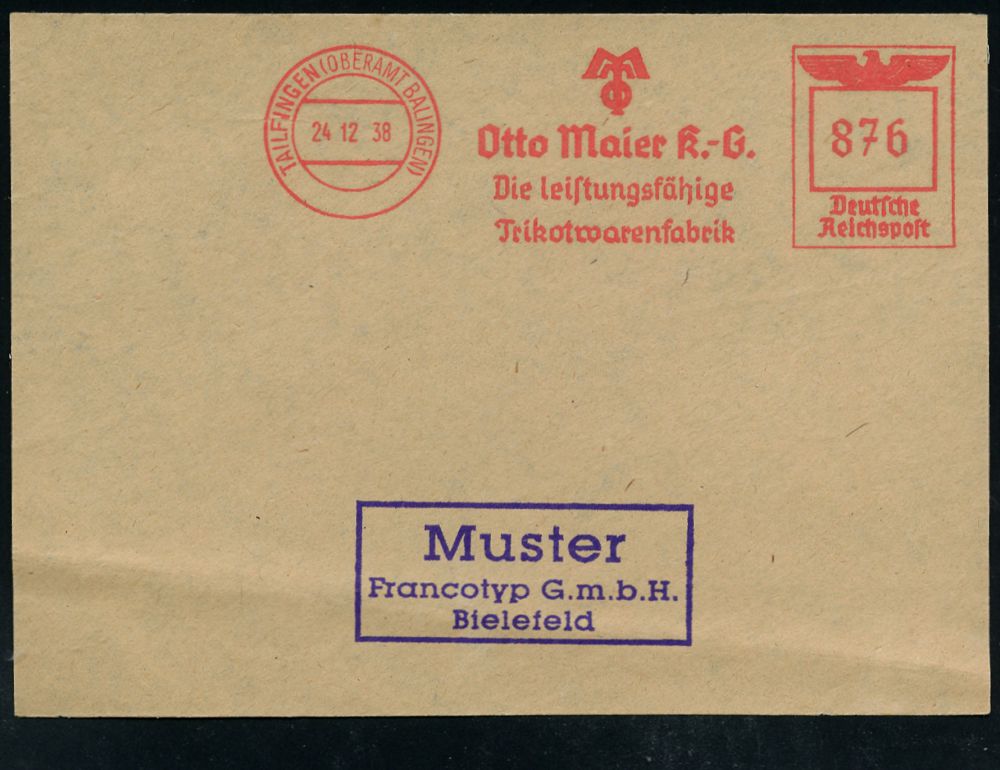 TAILFINGEN (OBERAMT BALINGEN)
24 12 38
Otto Maier K.-G.
Die leiſtungsfähige
Trikotwarenfabrik
876
Deutſche
Reichspoſt
Muster
Francotyp G.m.b.H.
Bielefeld